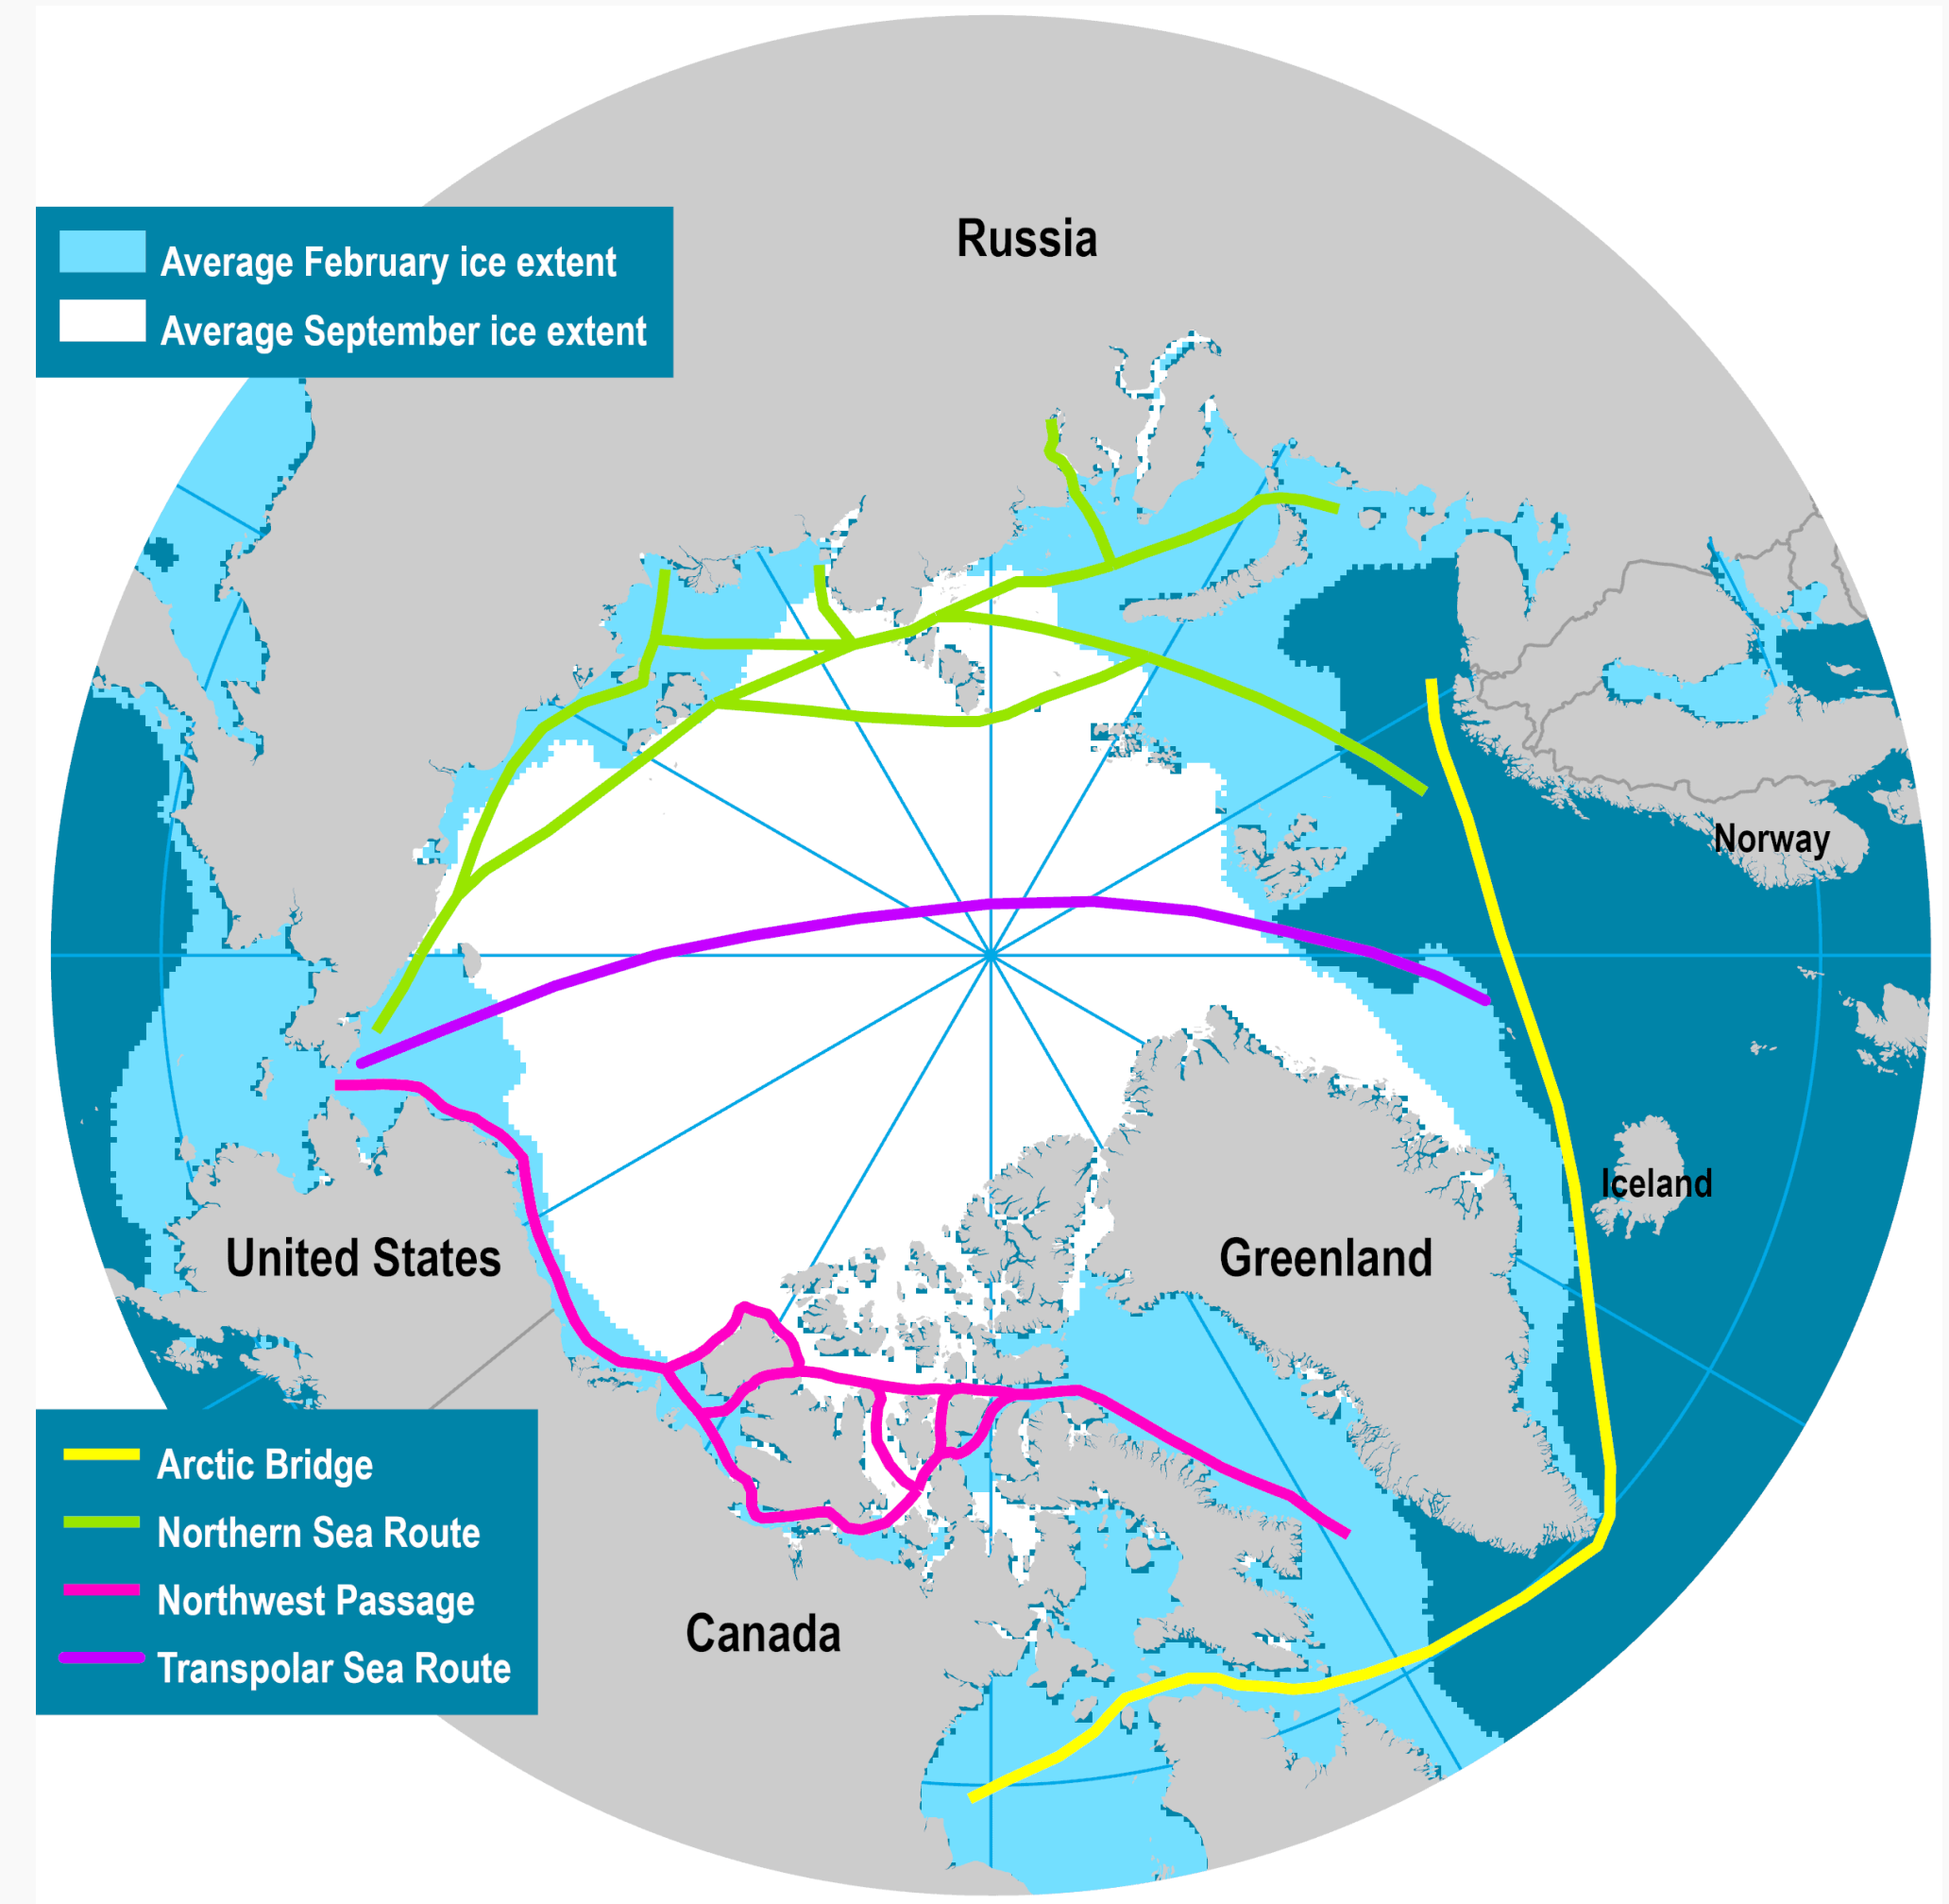 Russia
Average February ice extent
Average September ice extent
Norway
Iceland
United States
Greenland
Arctic Bridge
Northern Sea Route
Northwest Passage
Canada
Transpolar Sea Route